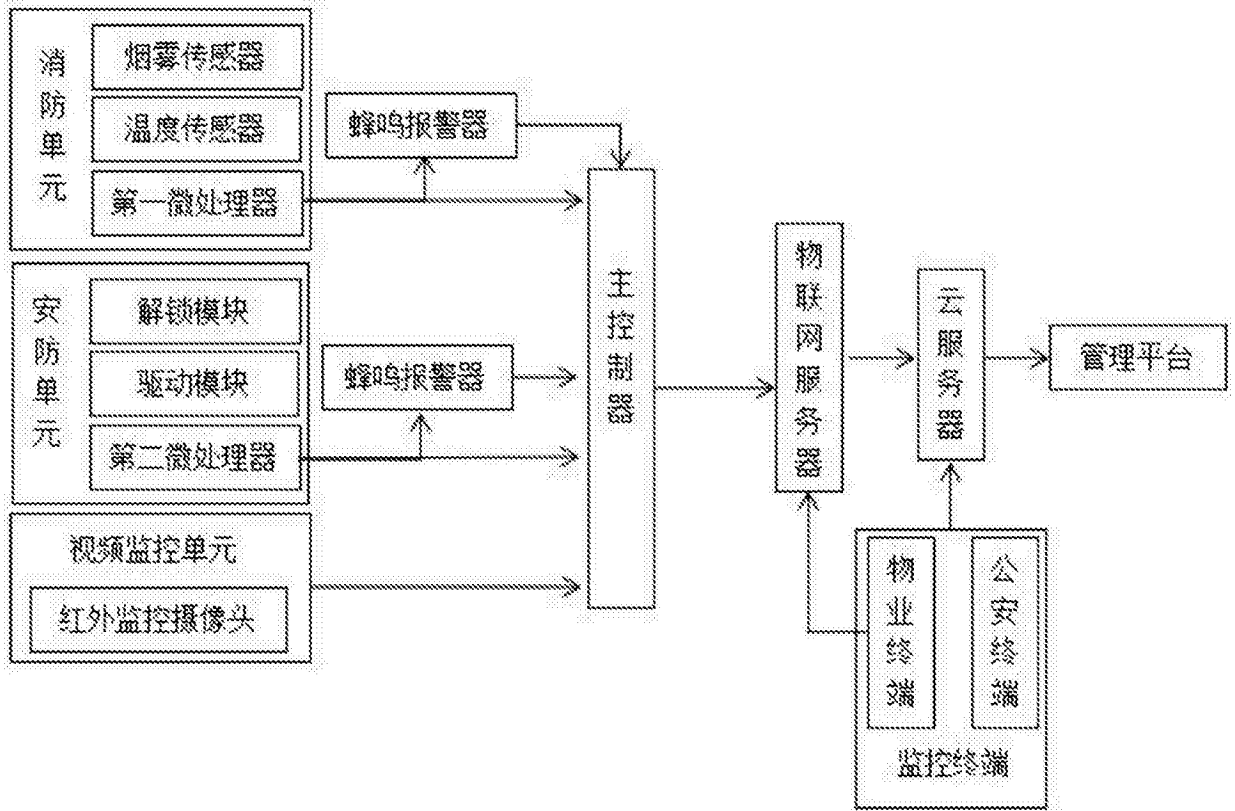 消防单元
烟雾传感器
温度传感器
第一微处理器
蜂鸣报警器
安防单元
解锁模块
驱动模块
第二微处理器
蜂鸣报警器
视频监控单元
红外监控摄像头
主控制器
物联网服务器
云服务器
管理平台
物业终端
公安终端
监控终端